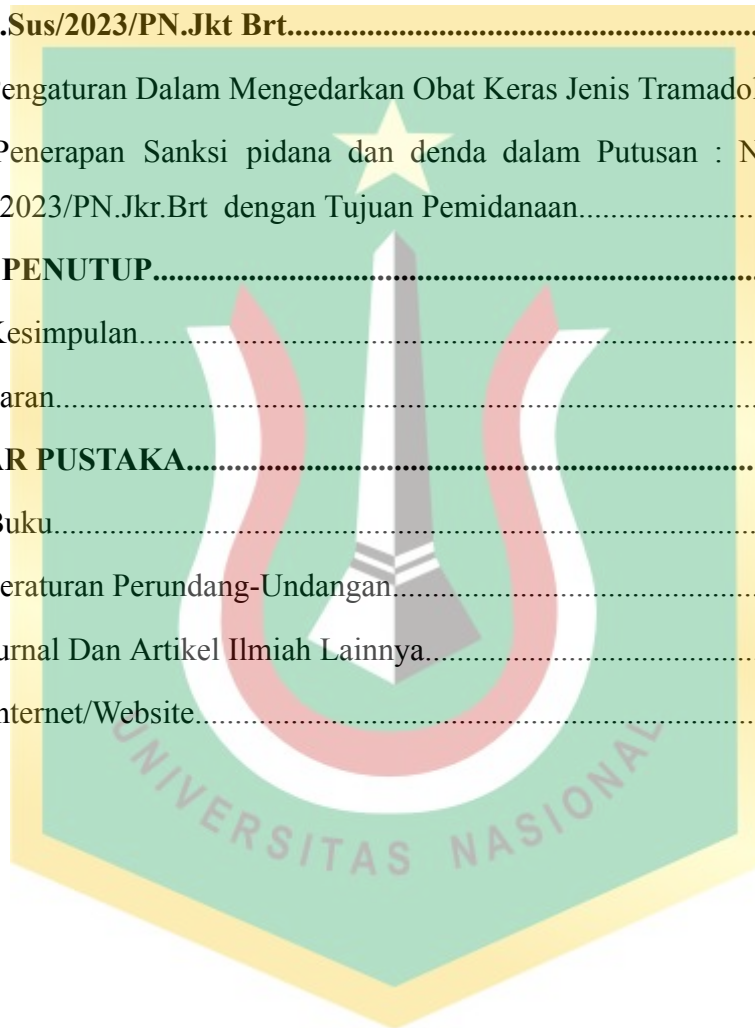 .Sus/2023/PN.Jkt Brt........................................................................
engaturan Dalam Mengedarkan Obat Keras Jenis Tramadol
Penerapan Sanksi pidana dan denda dalam Putusan : N
2023/PN.Jkr.Brt dengan Tujuan Pemidanaan............................
PENUTUP.....................................................................................
Kesimpulan...................................................................................
aran................................................................................................
AR PUSTAKA..............................................................................
Buku...............................................................................................
eraturan Perundang-Undangan......................................................
urnal Dan Artikel Ilmiah Lainnya.................................................
nternet/Website..............................................................................
UNIVERSITAS NASIONAL